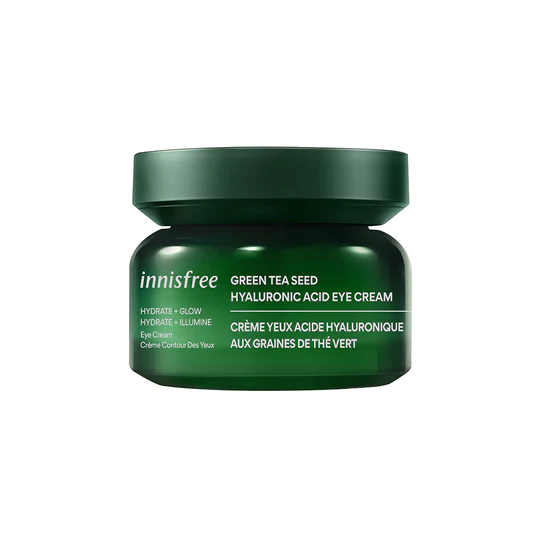 innisfree
HYDRATE + GLOW
HYDRATE + ILLUMINE
Eye Cream
Crème Contour Des Yeux
GREEN TEA SEED
HYALURONIC ACID EYE CREAM
CRÈME YEUX ACIDE HYALURONIQUE
AUX GRAINES DE THÉ VERT